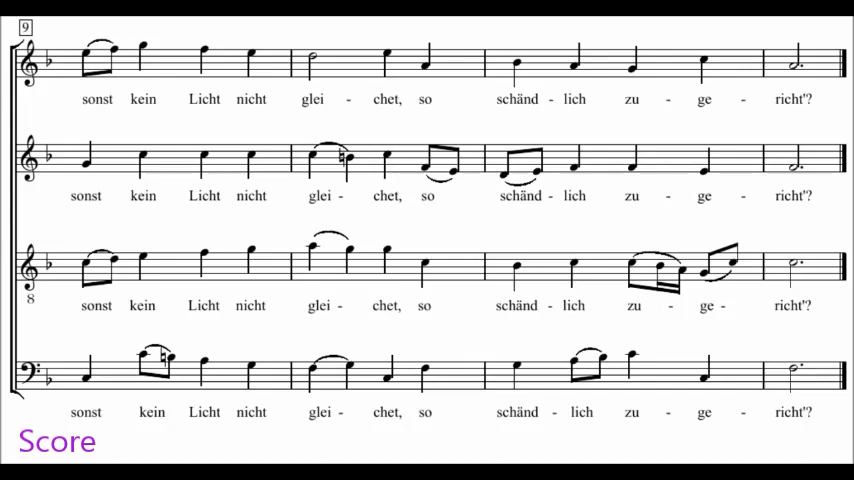 9
sonst kein Licht nicht glei - chet, so schänd - lich zu - ge - richt'?
sonst kein Licht nicht glei - chet, so schänd - lich zu - ge - richt'?
8
sonst kein Licht nicht glei - chet, so schänd - lich zu - ge - richt'?
sonst kein Licht nicht glei - chet, so schänd - lich zu - ge - richt'?
Score